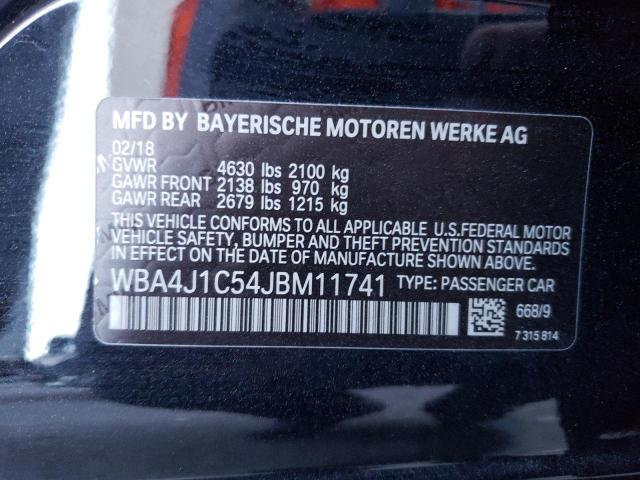 MFD BY BAYERISCHE MOTOREN WERKE AG
02/18
GVWR 4630 lbs 2100 kg
GAWR FRONT 2138 lbs 970 kg
GAWR REAR 2679 lbs 1215 kg
THIS VEHICLE CONFORMS TO ALL APPLICABLE U.S.FEDERAL MOTOR
VEHICLE SAFETY, BUMPER AND THEFT PREVENTION STANDARDS
IN EFFECT ON THE DATE OF MANUFACTURE SHOWN ABOVE.
WBA4J1C54JBM11741 TYPE: PASSENGER CAR
668/9
7 315 814